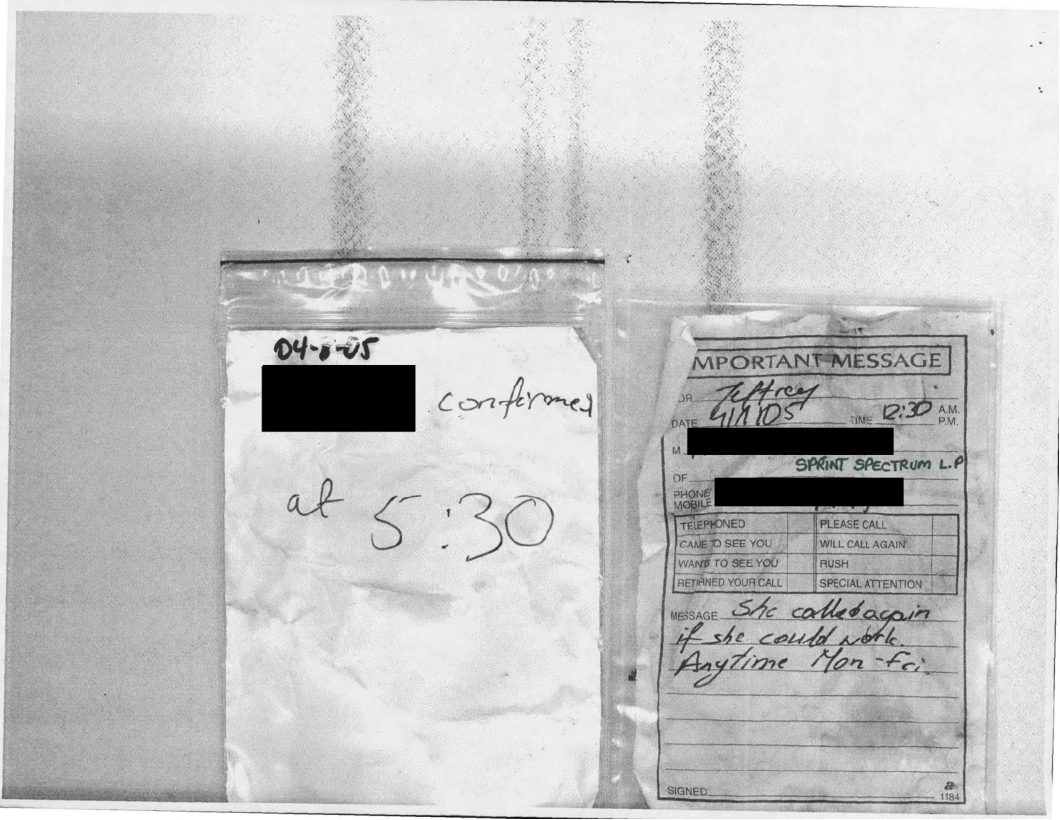 04-8-05
confirmed
at 5:30
IMPORTANT MESSAGE
FOR Jeffrey
DATE 4/1/05 TIME 12:30 A.M.
P.M.
M
SPRINT SPECTRUM L.P
OF
PHONE/
MOBILE
TELEPHONED PLEASE CALL
CAME TO SEE YOU WILL CALL AGAIN
WANTS TO SEE YOU RUSH
RETURNED YOUR CALL SPECIAL ATTENTION
MESSAGE She called again
if she could work
Anytime Mon-Fri.
SIGNED
a
1184